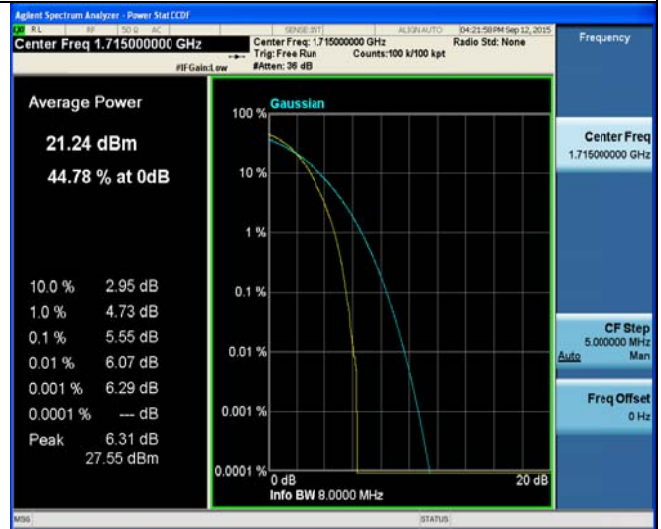 Agilent Spectrum Analyzer - Power Stat CCDF
RL RF 50 Ω AC SENSE:INT ALIGN AUTO 04:21:58 PM Sep 12, 2015
Center Freq 1.715000000 GHz
Center Freq: 1.715000000 GHz Radio Std: None
Trig: Free Run Counts:100 k/100 kpt
#IFGain:Low #Atten: 36 dB
Frequency
Average Power
21.24 dBm
44.78 % at 0dB
10.0 % 2.95 dB
1.0 % 4.73 dB
0.1 % 5.55 dB
0.01 % 6.07 dB
0.001 % 6.29 dB
0.0001 % --- dB
Peak 6.31 dB
27.55 dBm
Gaussian
100 %
10 %
1 %
0.1 %
0.01 %
0.001 %
0.0001 %
0 dB 20 dB
Info BW 8.0000 MHz
Center Freq
1.715000000 GHz
CF Step
5.000000 MHz
Auto Man
Freq Offset
0 Hz
MSG STATUS